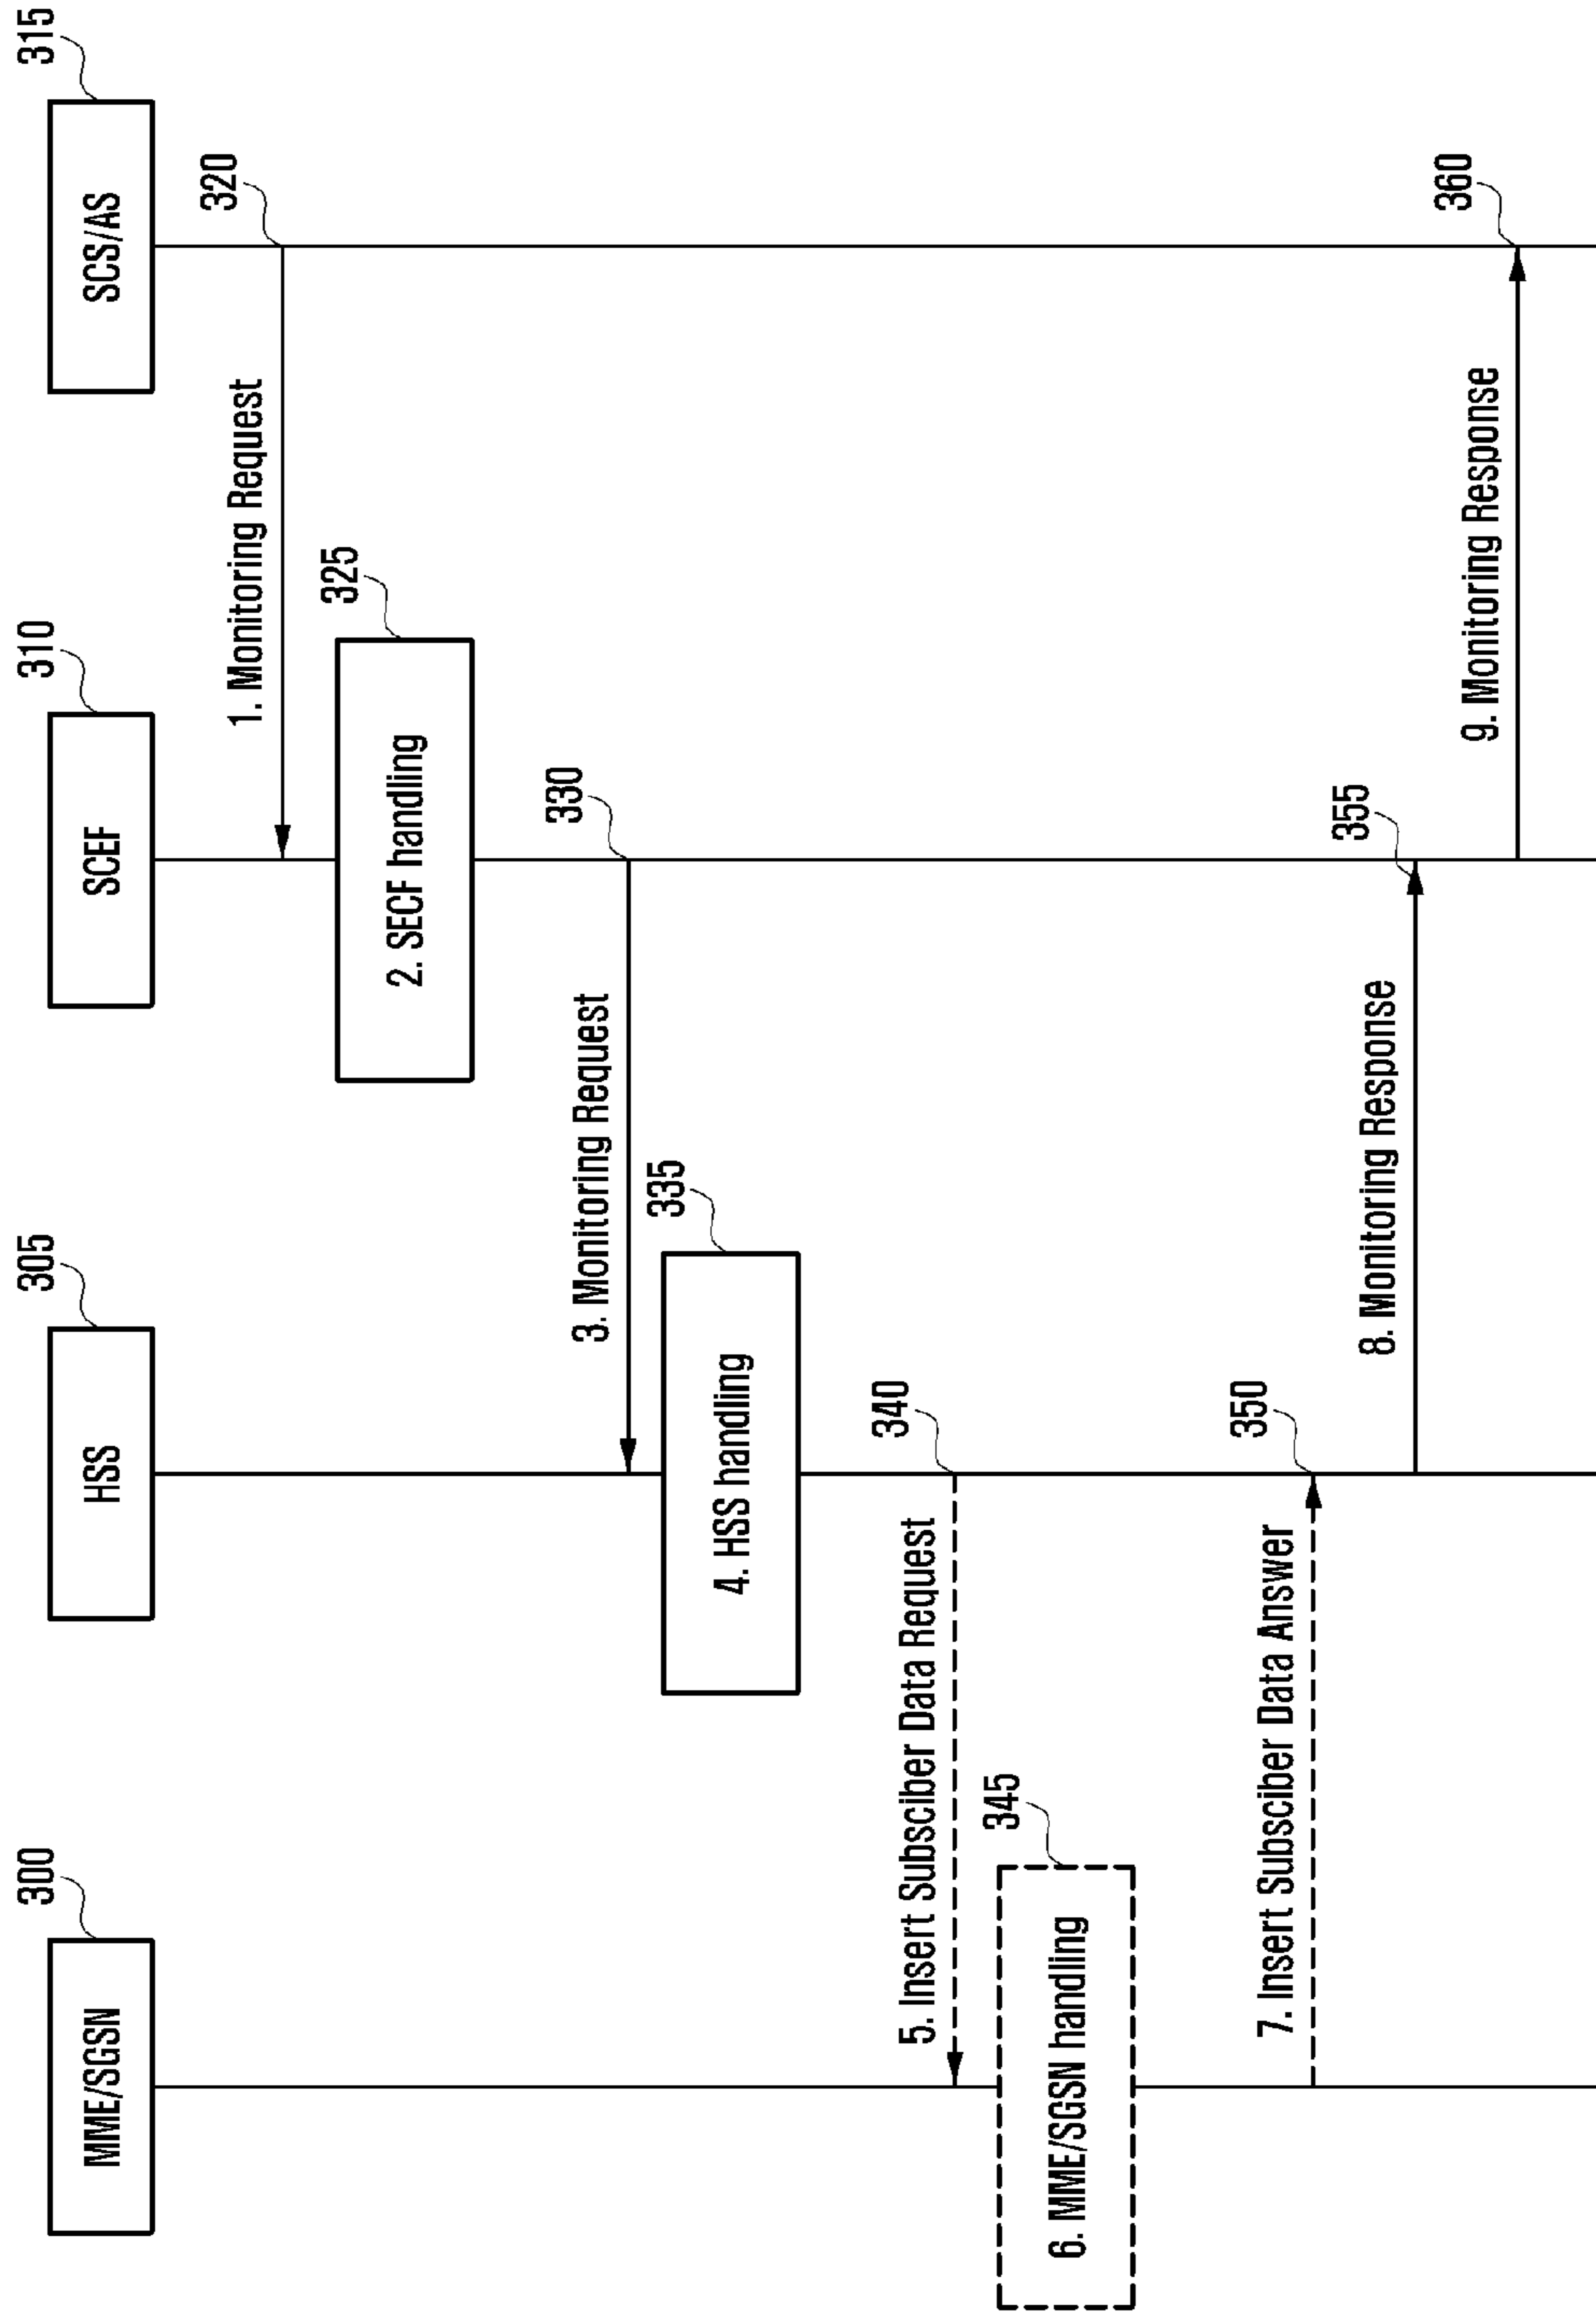 300
305
310
315
MME/SGSN
HSS
SCEF
SCS/AS
320
1. Monitoring Request
325
2. SECF handling
330
3. Monitoring Request
335
4. HSS handling
340
5. Insert Subsciber Data Request
345
6. MME/SGSN handling
350
7. Insert Subsciber Data Answer
355
8. Monitoring Response
360
9. Monitoring Response